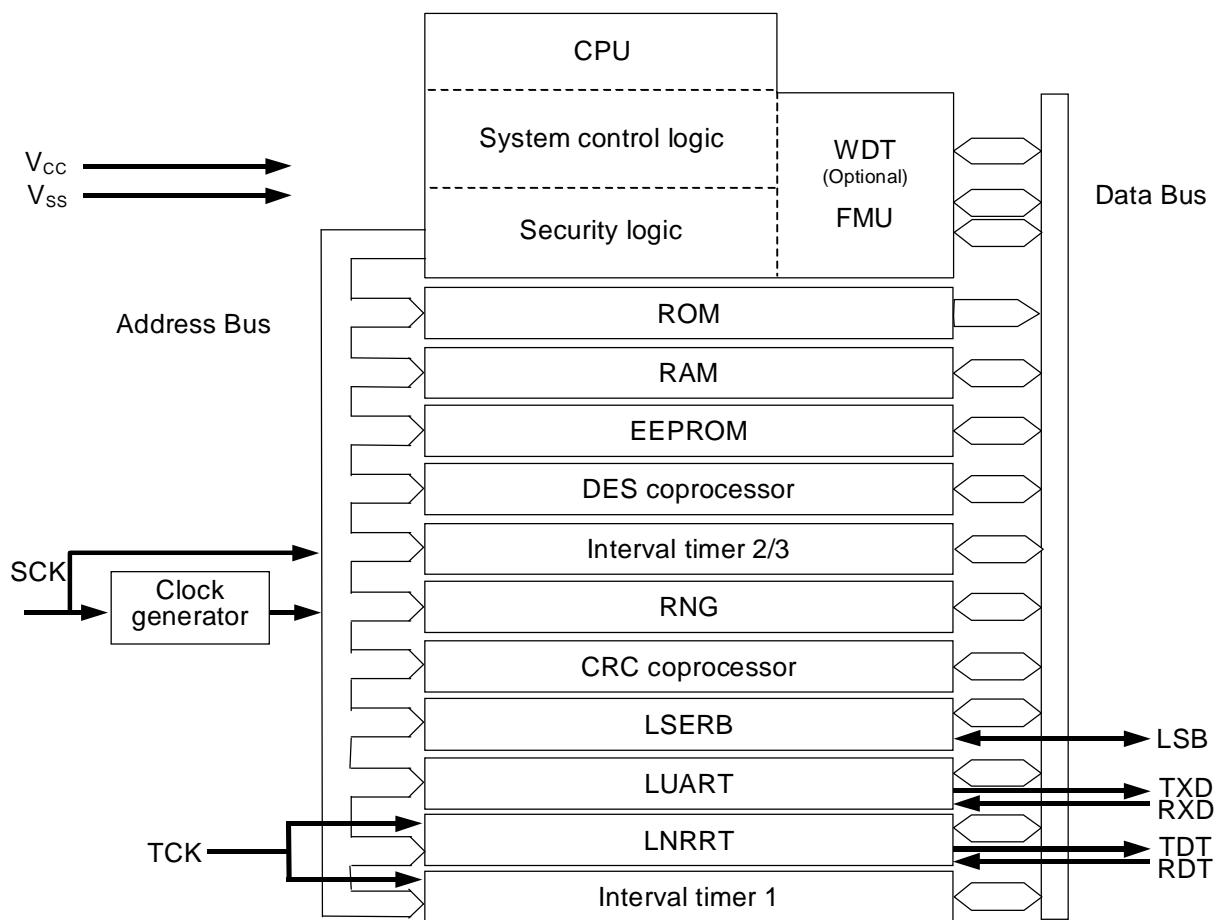 CPU
System control logic
Security logic
WDT
(Optional)
FMU
VCC
VSS
Data Bus
Address Bus
ROM
RAM
EEPROM
DES coprocessor
Interval timer 2/3
SCK
Clock
generator
RNG
CRC coprocessor
LSERB
LSB
LUART
TXD
RXD
TCK
LNRRT
TDT
RDT
Interval timer 1